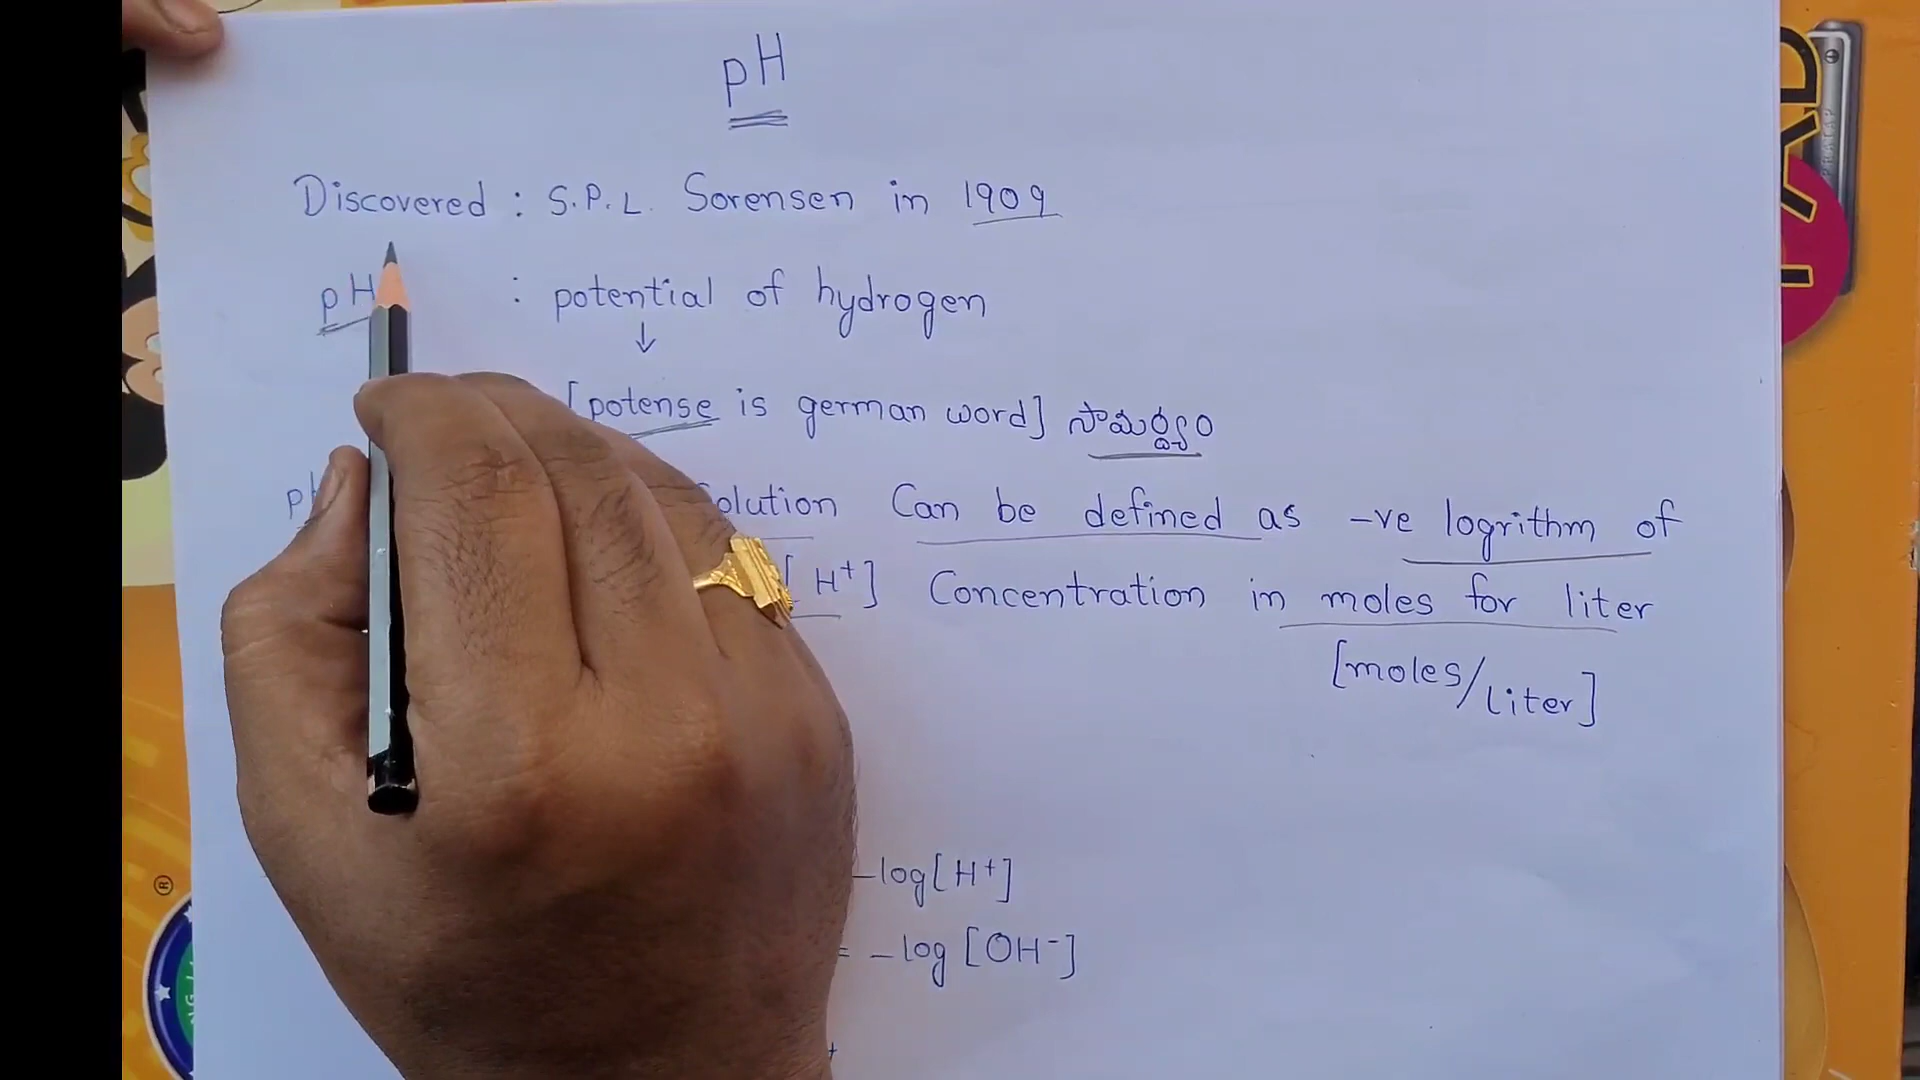 pH
Discovered : S.P.L. Sorensen in 1909
pH : potential of hydrogen
↓
[potense is german word] సామర్థ్యం
Can be defined as -ve logrithm of
[H+] Concentration in moles for liter
[moles/Liter]
-log[H+]
= -log [OH-]